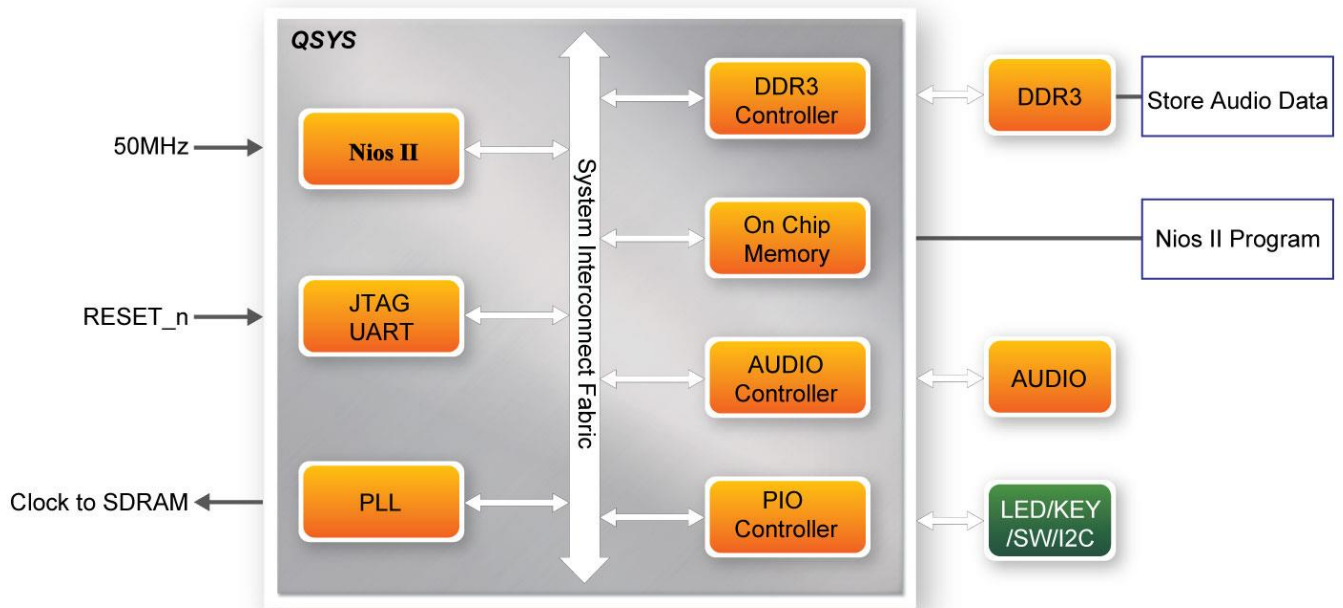 QSYS
50MHz
RESET_n
Clock to SDRAM
Nios II
JTAG
UART
PLL
System Interconnect Fabric
DDR3
Controller
On Chip
Memory
AUDIO
Controller
PIO
Controller
DDR3
Store Audio Data
Nios II Program
AUDIO
LED/KEY
/SW/I2C